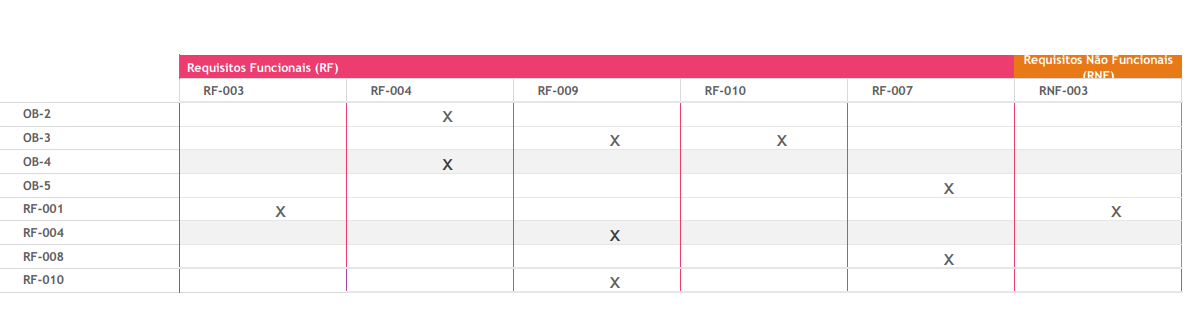 Requisitos Funcionais (RF) Requisitos Não Funcionais (RNF)
RF-003 RF-004 RF-009 RF-010 RF-007 RNF-003
OB-2 X
OB-3 X X
OB-4 X
OB-5 X
RF-001 X X
RF-004 X
RF-008 X
RF-010 X